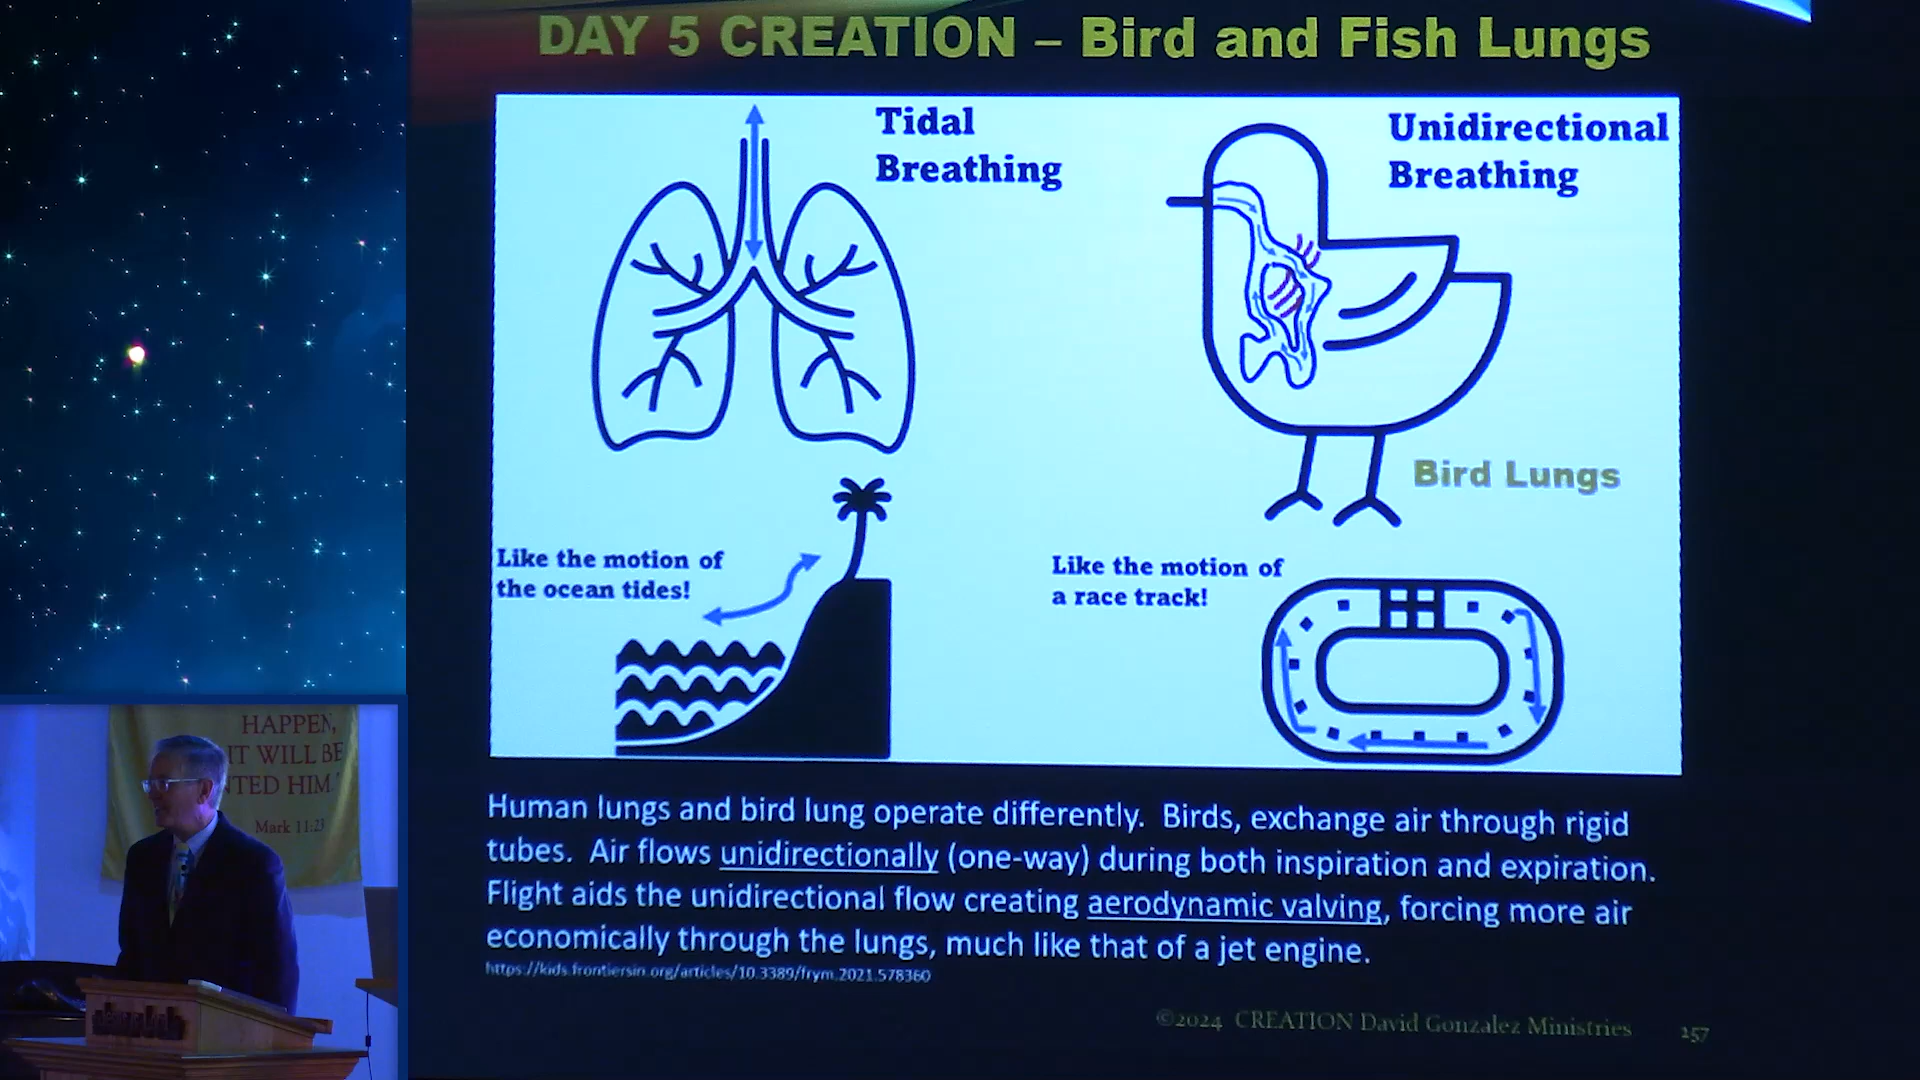 DAY 5 CREATION – Bird and Fish Lungs
Tidal
Breathing
Unidirectional
Breathing
Bird Lungs
Like the motion of
the ocean tides!
Like the motion of
a race track!
Human lungs and bird lung operate differently. Birds, exchange air through rigid
tubes. Air flows unidirectionally (one-way) during both inspiration and expiration.
Flight aids the unidirectional flow creating aerodynamic valving, forcing more air
economically through the lungs, much like that of a jet engine.
https://kids.frontiersin.org/articles/10.3389/frym.2021.578360
©2024 CREATION David Gonzalez Ministries
157
HAPPEN,
IT WILL BE
NTED HIM.
Mark 11:23